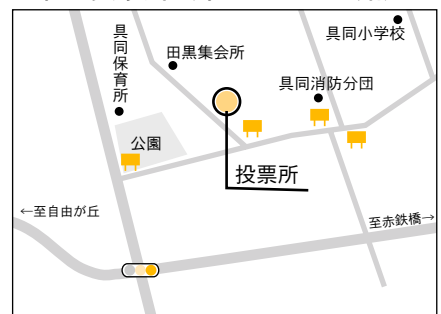 具同小学校
具同保育所
田黒集会所
具同消防分団
公園
投票所
←至自由が丘
至赤鉄橋→